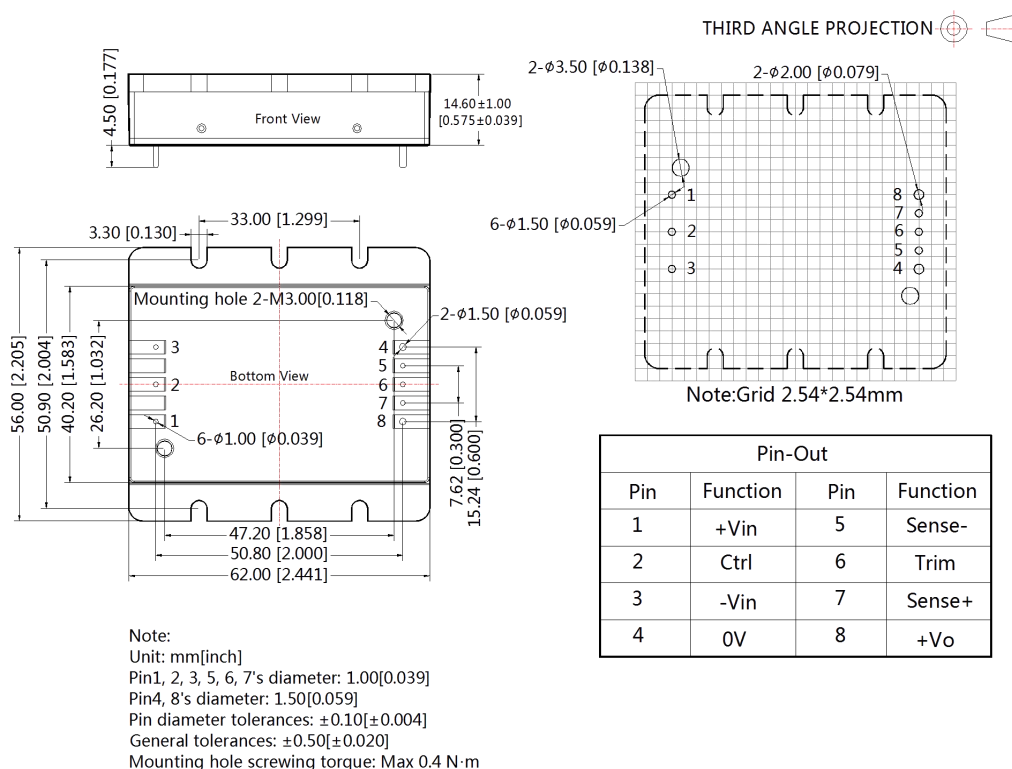 THIRD ANGLE PROJECTION
4.50 [0.177]
Front View
14.60±1.00
[0.575±0.039]
2-ϕ3.50 [ϕ0.138]
2-ϕ2.00 [ϕ0.079]
6-ϕ1.50 [ϕ0.059]
1
2
3
8
7
6
5
4
Note:Grid 2.54*2.54mm
33.00 [1.299]
3.30 [0.130]
Mounting hole 2-M3.00[0.118]
2-ϕ1.50 [ϕ0.059]
56.00 [2.205]
50.90 [2.004]
40.20 [1.583]
26.20 [1.032]
3
2
1
Bottom View
4
5
6
7
8
6-ϕ1.00 [ϕ0.039]
7.62 [0.300]
15.24 [0.600]
47.20 [1.858]
50.80 [2.000]
62.00 [2.441]
Pin-Out
Pin Function Pin Function
1 +Vin 5 Sense-
2 Ctrl 6 Trim
3 -Vin 7 Sense+
4 0V 8 +Vo
Note:
Unit: mm[inch]
Pin1, 2, 3, 5, 6, 7's diameter: 1.00[0.039]
Pin4, 8's diameter: 1.50[0.059]
Pin diameter tolerances: ±0.10[±0.004]
General tolerances: ±0.50[±0.020]
Mounting hole screwing torque: Max 0.4 N·m